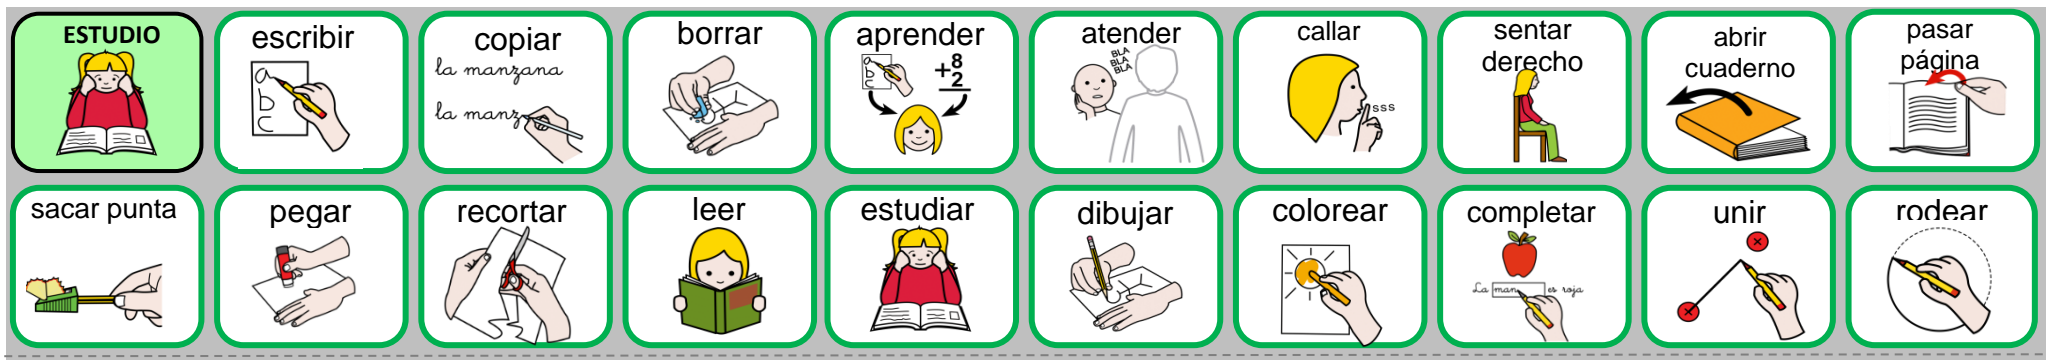 ESTUDIO
escribir
copiar
la manzana
la manz
borrar
aprender
a
b
c
+8
2
atender
BLA
BLA
BLA
callar
sss
sentar
derecho
abrir
cuaderno
pasar
página
sacar punta
pegar
recortar
leer
estudiar
dibujar
colorear
completar
La man es roja
unir
rodear